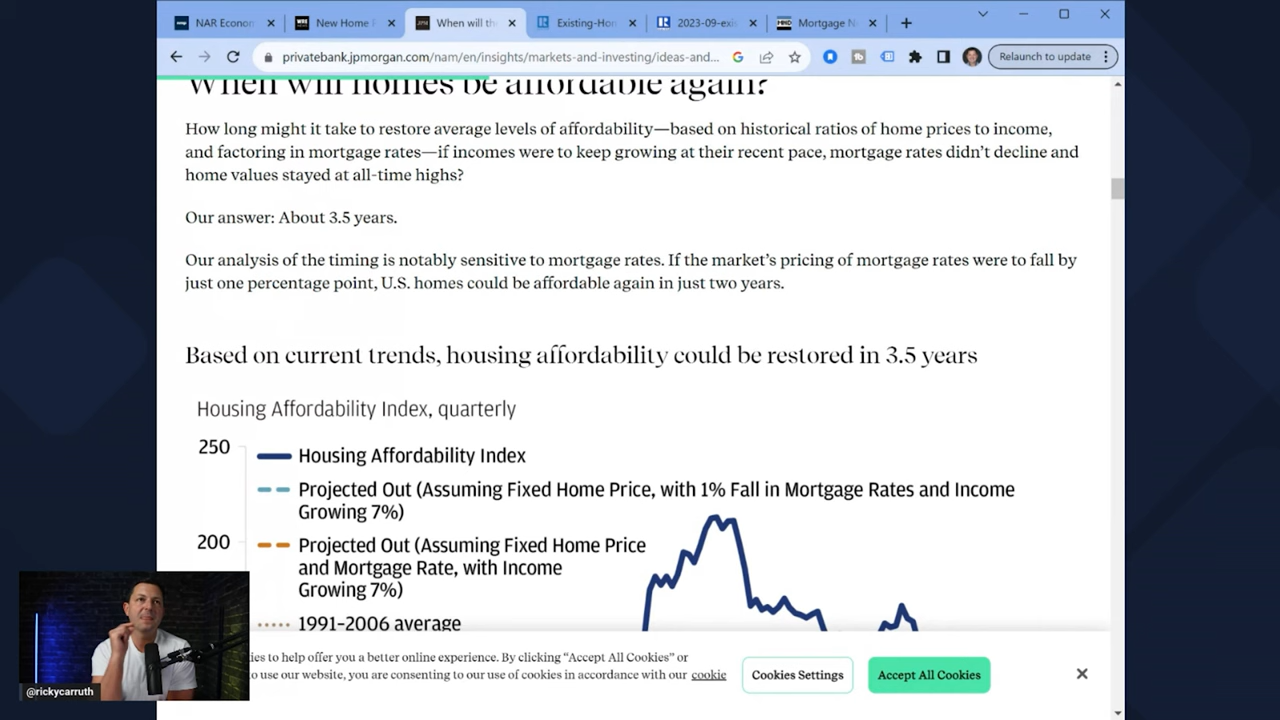 NAR Econom
New Home
When will th
Existing-Hom
2023-09-exis
Mortgage N
privatebank.jpmorgan.com/nam/en/insights/markets-and-investing/ideas-and...
Relaunch to update
When will homes be affordable again?
How long might it take to restore average levels of affordability—based on historical ratios of home prices to income,
and factoring in mortgage rates—if incomes were to keep growing at their recent pace, mortgage rates didn't decline and
home values stayed at all-time highs?
Our answer: About 3.5 years.
Our analysis of the timing is notably sensitive to mortgage rates. If the market's pricing of mortgage rates were to fall by
just one percentage point, U.S. homes could be affordable again in just two years.
Based on current trends, housing affordability could be restored in 3.5 years
Housing Affordability Index, quarterly
250
Housing Affordability Index
Projected Out (Assuming Fixed Home Price, with 1% Fall in Mortgage Rates and Income
Growing 7%)
200
Projected Out (Assuming Fixed Home Price
and Mortgage Rate, with Income
Growing 7%)
1991–2006 average
ies to help offer you a better online experience. By clicking “Accept All Cookies” or
o use our website, you are consenting to our use of cookies in accordance with our cookie
Cookies Settings
Accept All Cookies
@rickycarruth